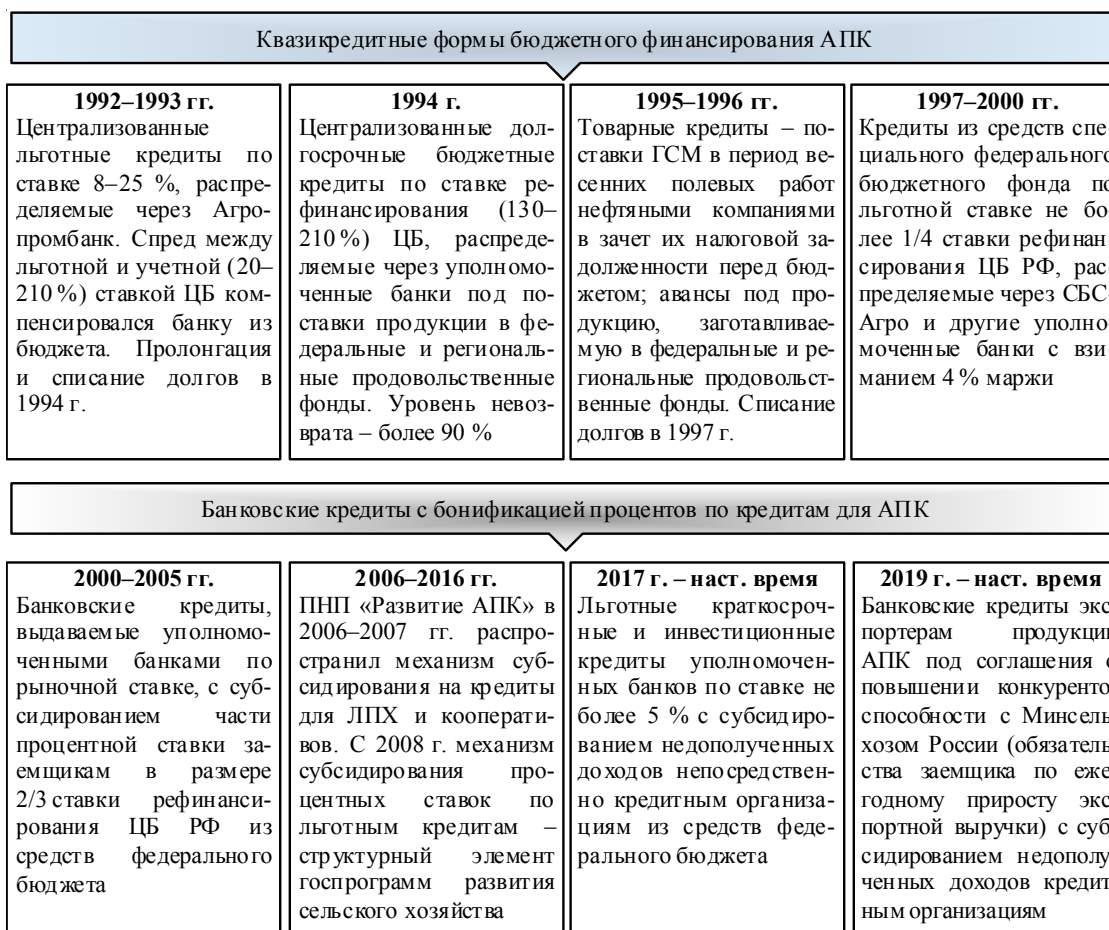 Квазикредитные формы бюджетного финансирования АПК
1992–1993 гг.
Централизованные
льготные кредиты по
ставке 8–25 %, распре-
деляемые через Агро-
промбанк. Спред между
льготной и учетной (20–
210 %) ставкой ЦБ ком-
пенсировался банку из
бюджета. Пролонгация
и списание долгов в
1994 г.
1994 г.
Централизованные дол-
госрочные бюджетные
кредиты по ставке ре-
финансирования (130–
210 %) ЦБ, распреде-
ляемые через уполномо-
ченные банки под по-
ставки продукции в фе-
деральные и региональ-
ные продовольственные
фонды. Уровень невоз-
врата – более 90 %
1995–1996 гг.
Товарные кредиты – по-
ставки ГСМ в период ве-
сенних полевых работ
нефтяными компаниями
в зачет их налоговой за-
долженности перед бюд-
жетом; авансы под про-
дукцию, заготавливае-
мую в федеральные и ре-
гиональные продовольст-
венные фонды. Списание
долгов в 1997 г.
1997–2000 гг.
Кредиты из средств спе-
циального федерального
бюджетного фонда по
льготной ставке не бо-
лее 1/4 ставки рефинан-
сирования ЦБ РФ, рас-
пределяемые через СБС-
Агро и другие уполно-
моченные банки с взи-
манием 4 % маржи
Банковские кредиты с бонификацией процентов по кредитам для АПК
2000–2005 гг.
Банковские кредиты,
выдаваемые уполномо-
ченными банками по
рыночной ставке, с суб-
сидированием части
процентной ставки за-
емщикам в размере
2/3 ставки рефинанси-
рования ЦБ РФ из
средств федерального
бюджета
2006–2016 гг.
ПНП «Развитие АПК» в
2006–2007 гг. распро-
странил механизм суб-
сидирования на кредиты
для ЛПХ и кооперати-
вов. С 2008 г. механизм
субсидирования про-
центных ставок по
льготным кредитам –
структурный элемент
госпрограмм развития
сельского хозяйства
2017 г. – наст. время
Льготные краткосроч-
ные и инвестиционные
кредиты уполномочен-
ных банков по ставке не
более 5 % с субсидиро-
ванием недополученных
доходов непосредствен-
но кредитным организа-
циям из средств феде-
рального бюджета
2019 г. – наст. время
Банковские кредиты экс-
портерам продукции
АПК под соглашения о
повышении конкуренто-
способности с Минсель-
хозом России (обязатель-
ства заемщика по еже-
годному приросту экс-
портной выручки) с суб-
сидированием недополу-
ченных доходов кредит-
ным организациям